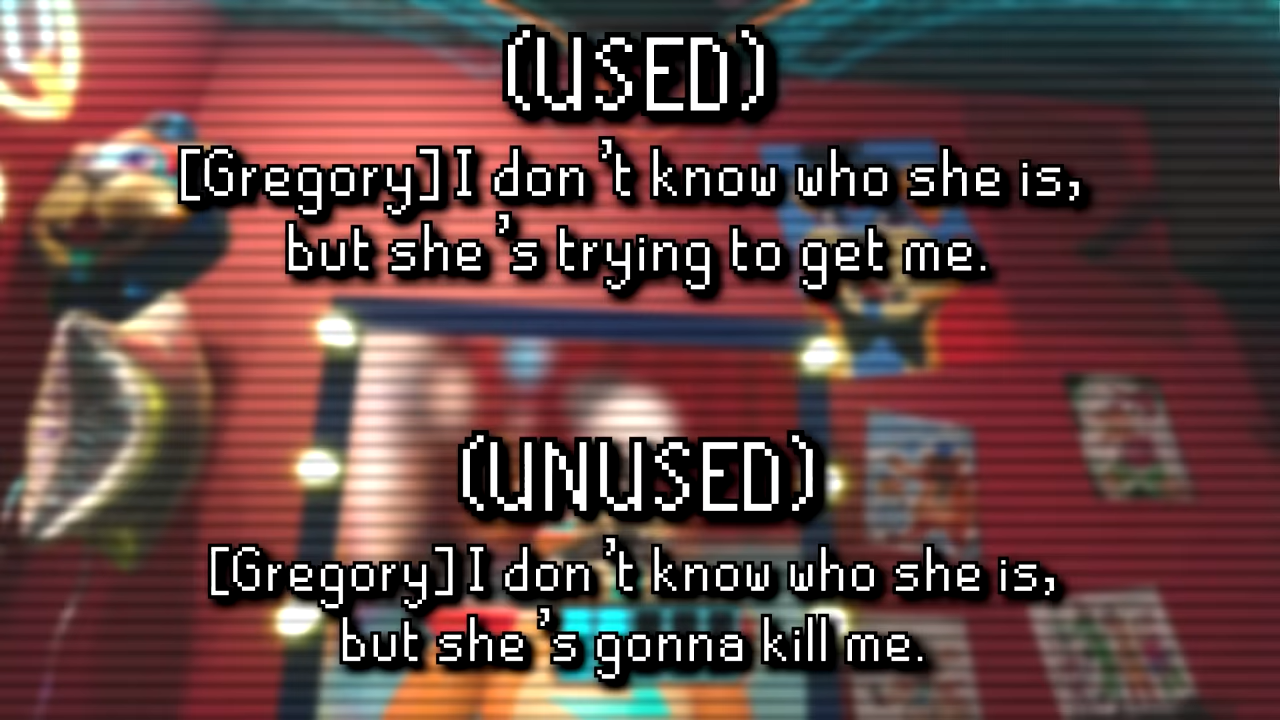 (USED)
[Gregory] I don't know who she is,
but she's trying to get me.
(UNUSED)
[Gregory] I don't know who she is,
but she's gonna kill me.